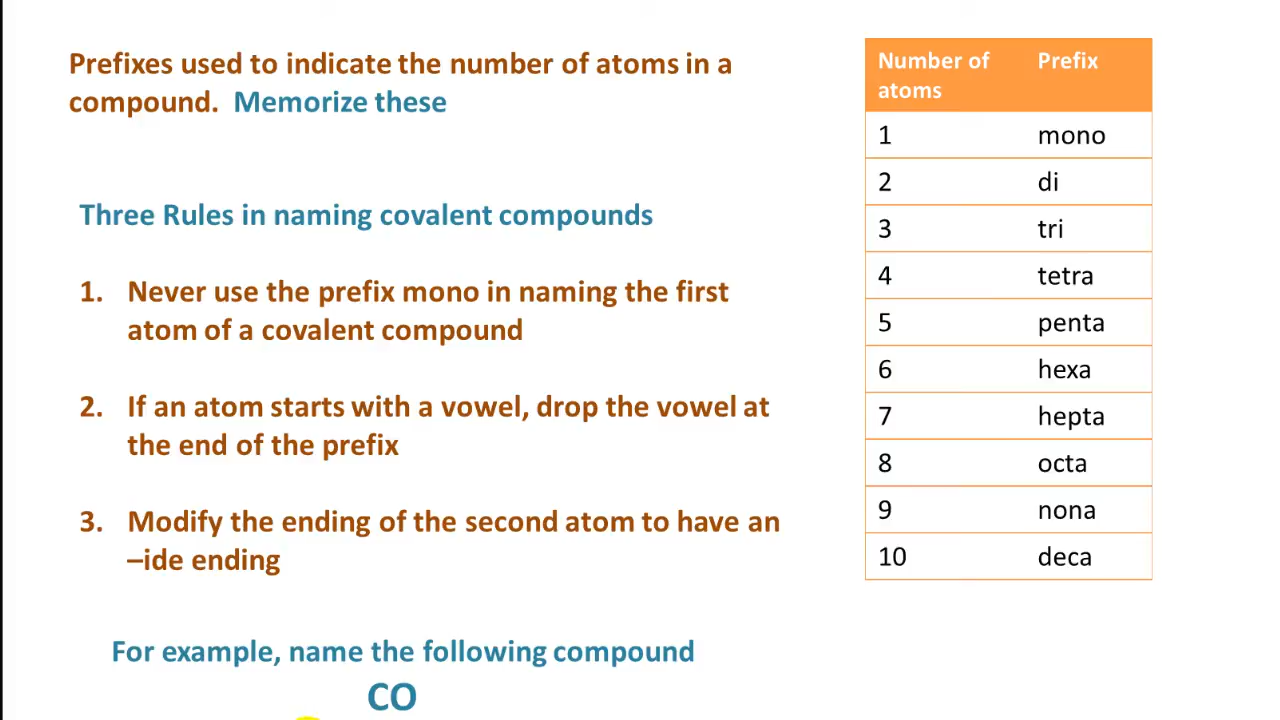 Prefixes used to indicate the number of atoms in a
compound. Memorize these
Three Rules in naming covalent compounds
1. Never use the prefix mono in naming the first
atom of a covalent compound
2. If an atom starts with a vowel, drop the vowel at
the end of the prefix
3. Modify the ending of the second atom to have an
–ide ending
For example, name the following compound
CO
Number of atoms Prefix
1 mono
2 di
3 tri
4 tetra
5 penta
6 hexa
7 hepta
8 octa
9 nona
10 deca